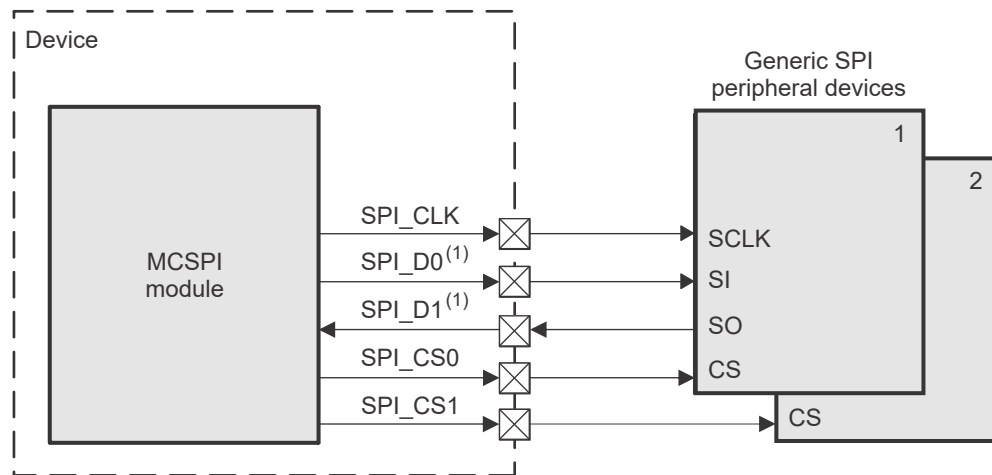 Device
Generic SPI
peripheral devices
1
2
MCSPI
module
SPI_CLK
SPI_D0(1)
SPI_D1(1)
SPI_CS0
SPI_CS1
SCLK
SI
SO
CS
CS